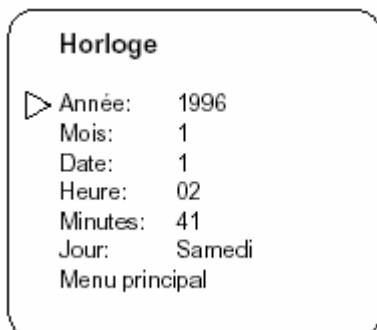 Horloge
Année: 1996
Mois: 1
Date: 1
Heure: 02
Minutes: 41
Jour: Samedi
Menu principal